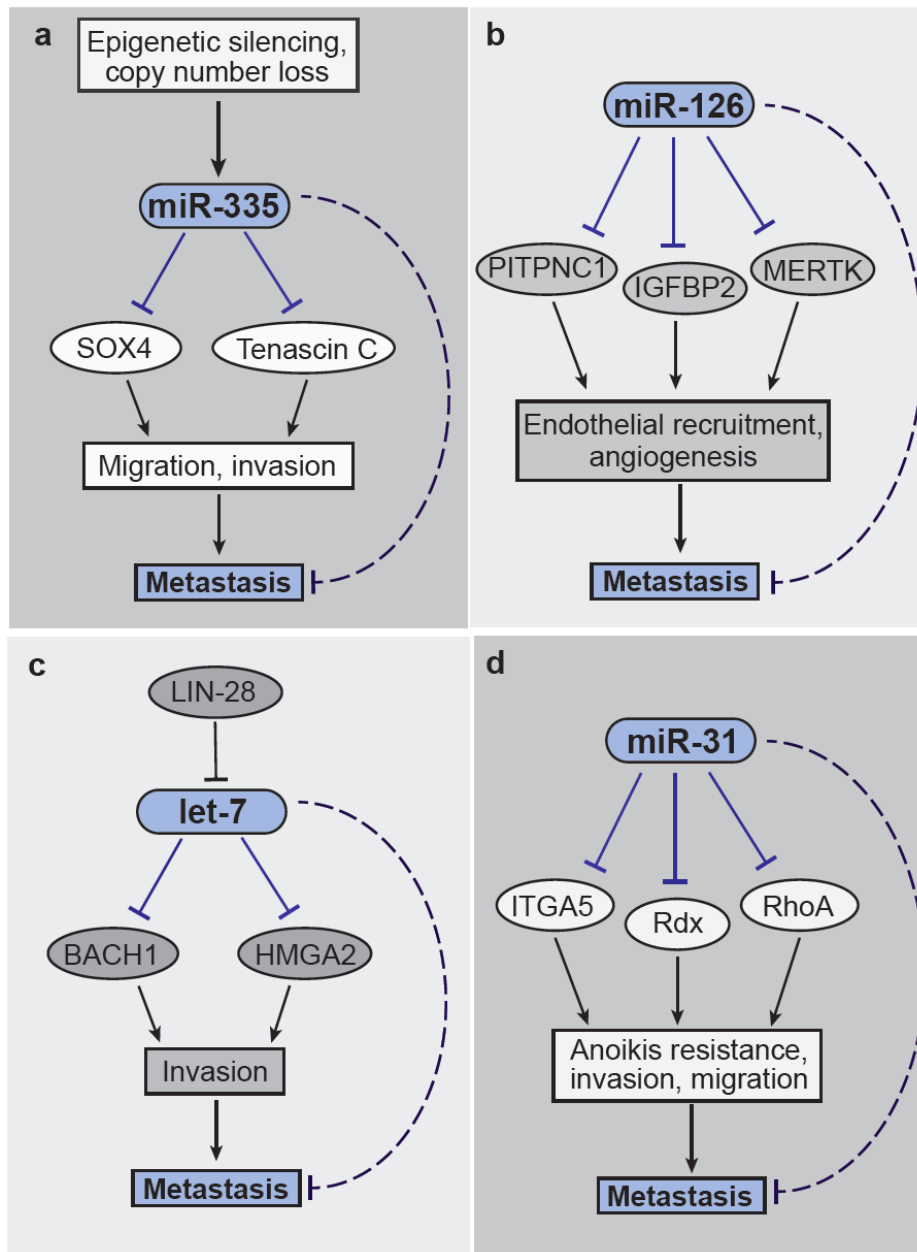 a
Epigenetic silencing,
copy number loss
miR-335
SOX4
Tenascin C
Migration, invasion
Metastasis
b
miR-126
PITPNC1
IGFBP2
MERTK
Endothelial recruitment,
angiogenesis
Metastasis
c
LIN-28
let-7
BACH1
HMGA2
Invasion
Metastasis
d
miR-31
ITGA5
Rdx
RhoA
Anoikis resistance,
invasion, migration
Metastasis